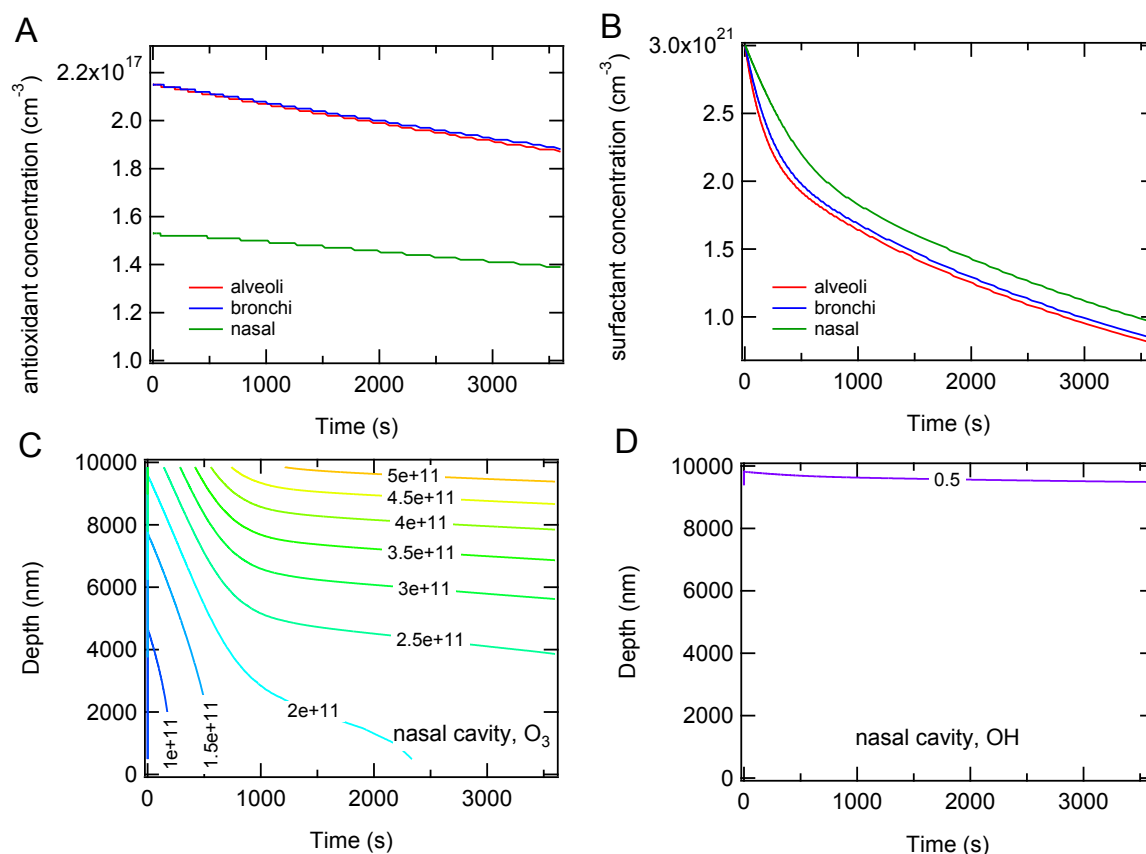 A
antioxidant concentration (cm-3)
2.2x10^17
2.0
1.8
1.6
1.4
1.2
1.0
alveoli
bronchi
nasal
0
1000
2000
3000
Time (s)
B
surfactant concentration (cm-3)
3.0x10^21
2.5
2.0
1.5
1.0
alveoli
bronchi
nasal
0
1000
2000
3000
Time (s)
C
Depth (nm)
10000
8000
6000
4000
2000
0
5e+11
4.5e+11
4e+11
3.5e+11
3e+11
2.5e+11
2e+11
1.5e+11
1e+11
nasal cavity, O3
0
1000
2000
3000
Time (s)
D
Depth (nm)
10000
8000
6000
4000
2000
0
0.5
nasal cavity, OH
0
1000
2000
3000
Time (s)